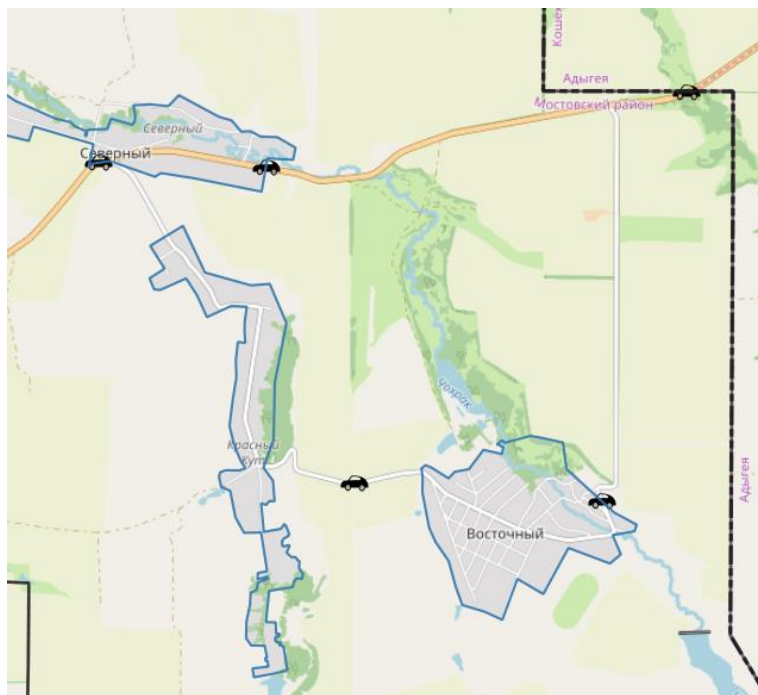 Кошех
Адыгея
Мостовский район
Северный
Северный
Чохрак
Красный
Кут
Восточный
Адыгея